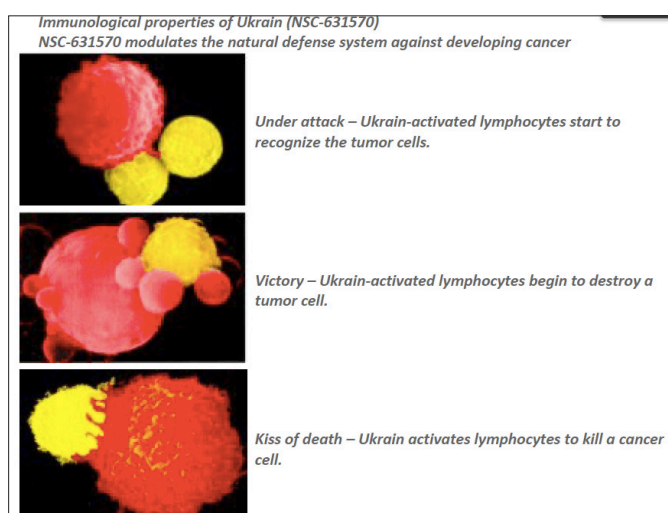 Immunological properties of Ukrain (NSC-631570)
NSC-631570 modulates the natural defense system against developing cancer
Under attack – Ukrain-activated lymphocytes start to
recognize the tumor cells.
Victory – Ukrain-activated lymphocytes begin to destroy a
tumor cell.
Kiss of death – Ukrain activates lymphocytes to kill a cancer
cell.